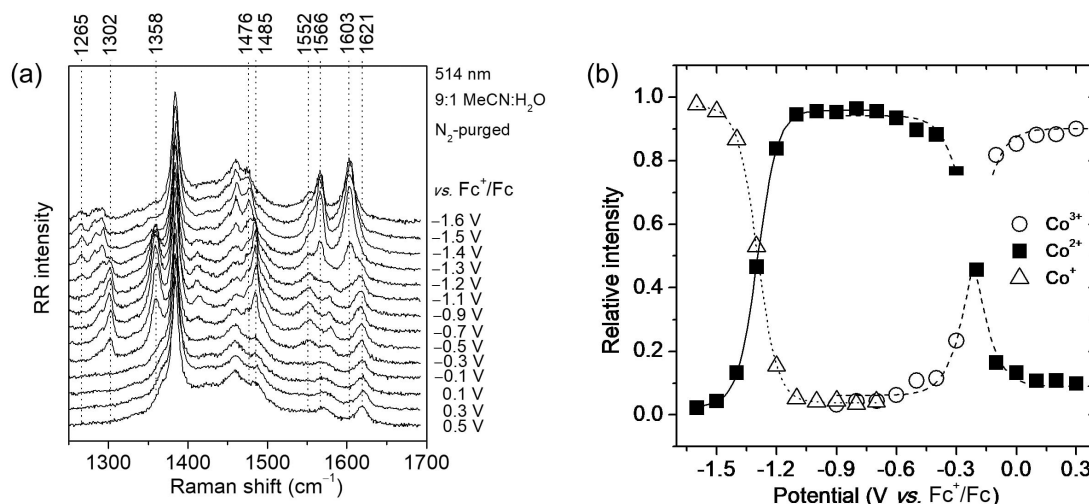 (a)
1265
1302
1358
1476
1485
1552
1566
1603
1621
514 nm
9:1 MeCN:H₂O
N₂-purged
vs. Fc⁺/Fc
–1.6 V
–1.5 V
–1.4 V
–1.3 V
–1.2 V
–1.1 V
–0.9 V
–0.7 V
–0.5 V
–0.3 V
–0.1 V
0.1 V
0.3 V
0.5 V
RR intensity
1300 1400 1500 1600 1700
Raman shift (cm⁻¹)
(b)
1.0
0.8
0.6
0.4
0.2
0.0
Relative intensity
Co³⁺
Co²⁺
Co⁺
-1.5 -1.2 -0.9 -0.6 -0.3 0.0 0.3
Potential (V vs. Fc⁺/Fc)